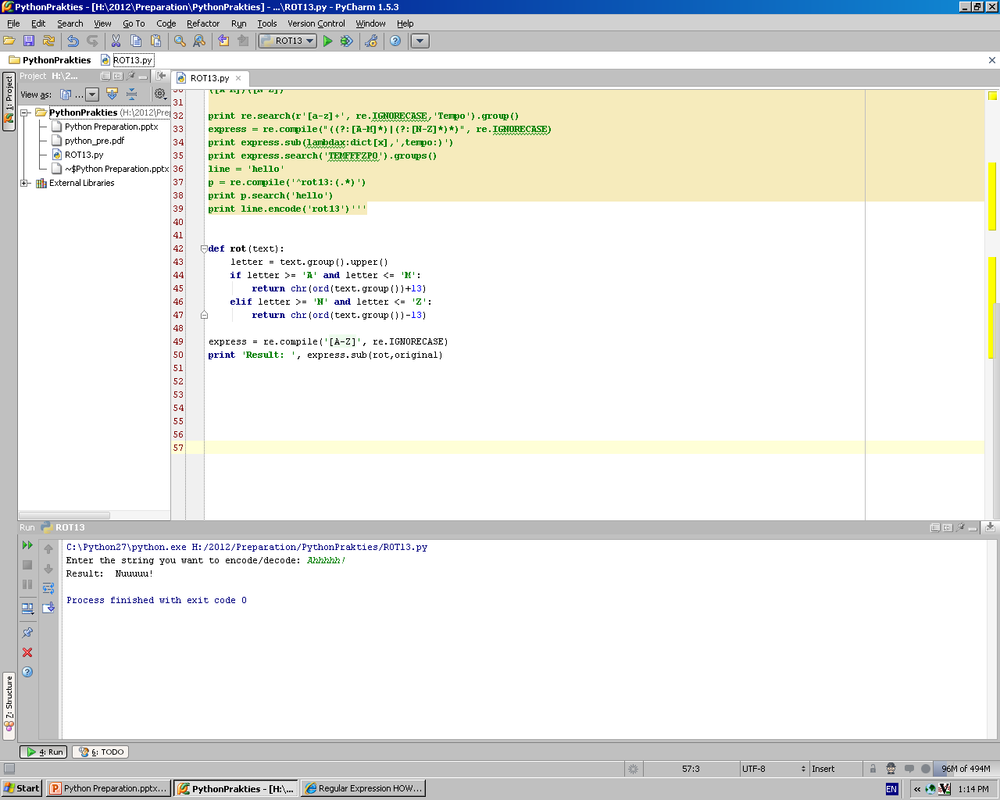 PythonPrakties - [H:\2012\Preparation\PythonPrakties] - ...\ROT13.py - PyCharm 1.5.3
File Edit Search View Go To Code Refactor Run Tools Version Control Window Help
ROT13
PythonPrakties ROT13.py
1: Project
Project H:\2...
ROT13.py
View as: ...
PythonPrakties (H:\2012\Pre
Python Preparation.pptx
python_pre.pdf
ROT13.py
~$Python Preparation.pptx
External Libraries
30 ([A-M])([N-Z])
31
32 print re.search(r'[a-z]+', re.IGNORECASE,'Tempo').group()
33 express = re.compile("((?:[A-M]*)|(?:[N-Z]*)*)", re.IGNORECASE)
34 print express.sub(lambdax:dict[x],',tempo:)')
35 print express.search('TEMFFFZPO').groups()
36 line = 'hello'
37 p = re.compile('^rot13:(.*)')
38 print p.search('hello')
39 print line.encode('rot13')'''
40
41
42 def rot(text):
43 letter = text.group().upper()
44 if letter >= 'A' and letter <= 'M':
45 return chr(ord(text.group())+13)
46 elif letter >= 'N' and letter <= 'Z':
47 return chr(ord(text.group())-13)
48
49 express = re.compile('[A-Z]', re.IGNORECASE)
50 print 'Result: ', express.sub(rot,original)
51
52
53
54
55
56
57
Run ROT13
C:\Python27\python.exe H:/2012/Preparation/PythonPrakties/ROT13.py
Enter the string you want to encode/decode: Ahhhhh!
Result:  Nuuuuu!
Process finished with exit code 0
Z: Structure
4: Run 6: TODO
57:3 UTF-8 Insert 96M of 494M
Start Python Preparation.pptx... PythonPrakties - [H:\... Regular Expression HOW... EN « 1:14 PM